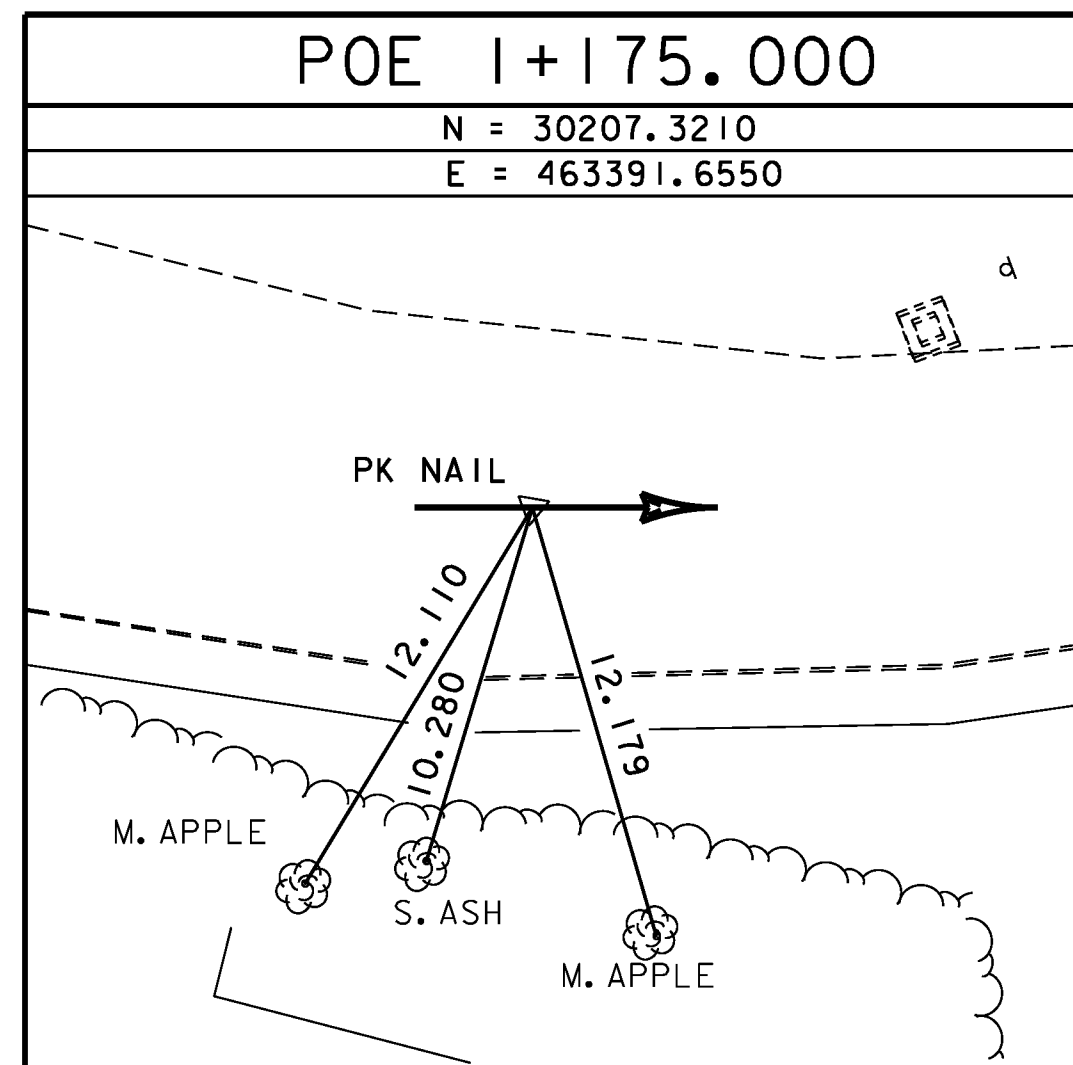 POE 1+175.000
N = 30207.3210
E = 463391.6550
PK NAIL
12.110
10.280
12.179
M. APPLE
S. ASH
M. APPLE